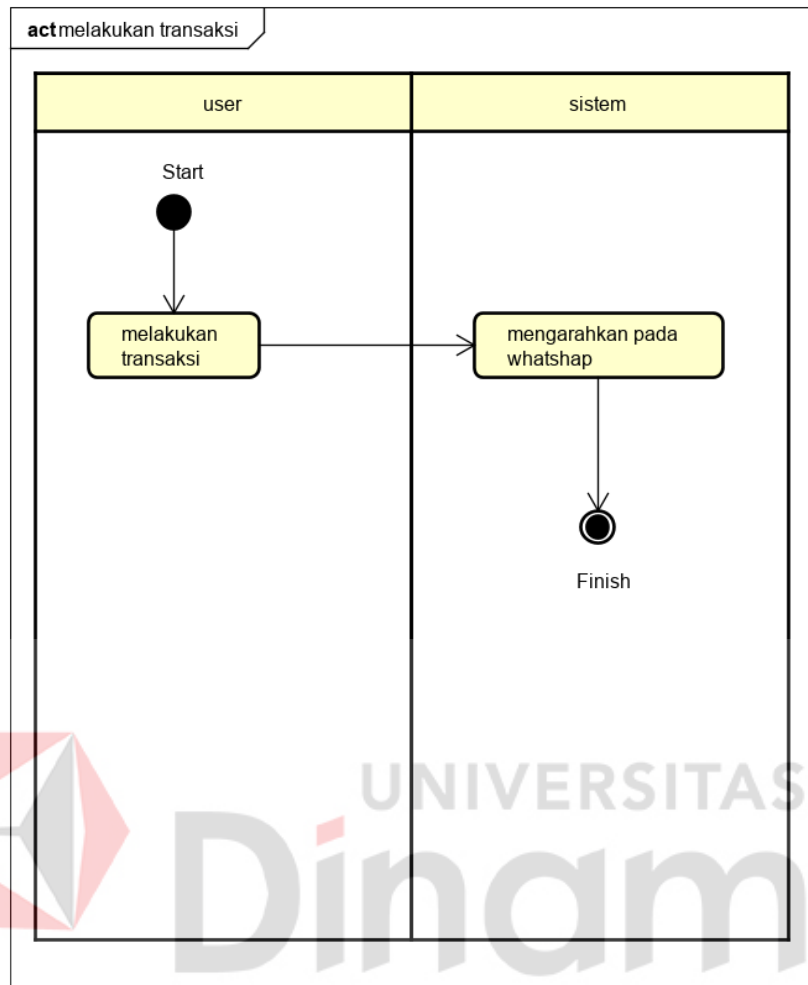 act melakukan transaksi
user
sistem
Start
melakukan
transaksi
mengarahkan pada
whatshap
Finish
UNIVERSITAS
Dinam